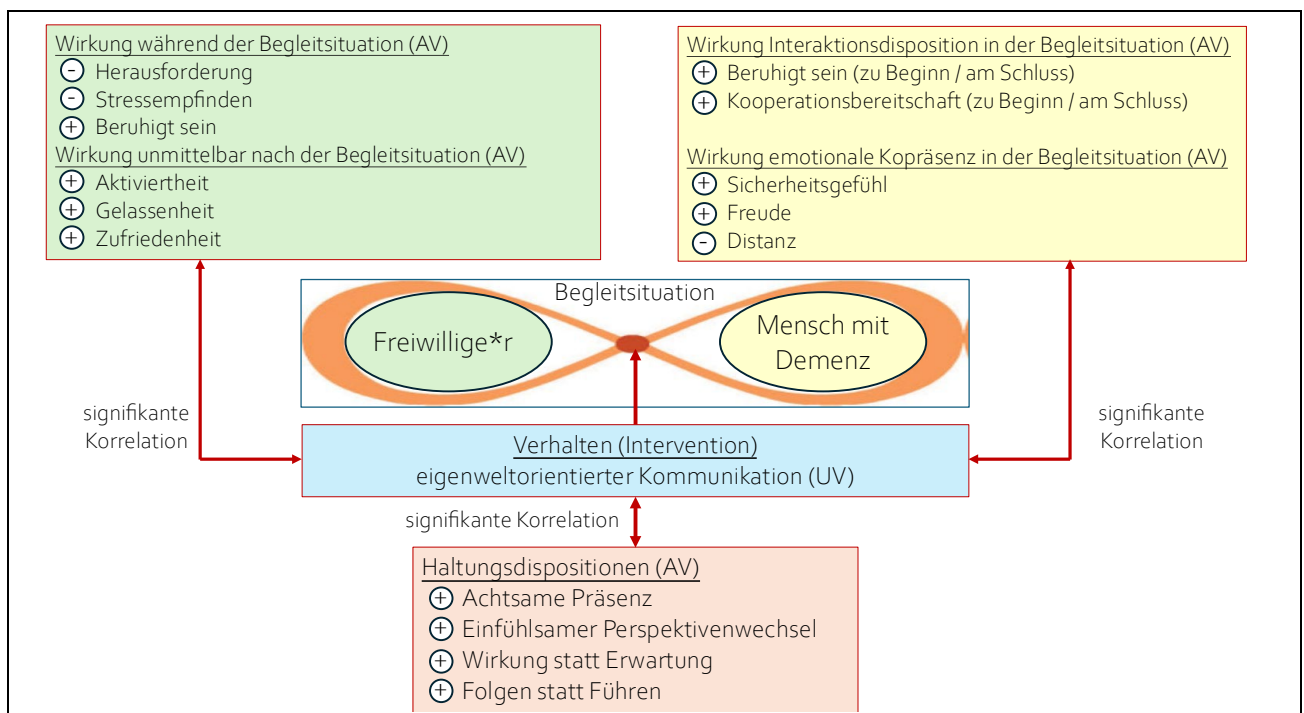 Wirkung während der Begleitsituation (AV)
- Herausforderung
- Stressempfinden
+ Beruhigt sein
Wirkung unmittelbar nach der Begleitsituation (AV)
+ Aktiviertheit
+ Gelassenheit
+ Zufriedenheit
Wirkung Interaktionsdisposition in der Begleitsituation (AV)
+ Beruhigt sein (zu Beginn / am Schluss)
+ Kooperationsbereitschaft (zu Beginn / am Schluss)
Wirkung emotionale Kopräsenz in der Begleitsituation (AV)
+ Sicherheitsgefühl
+ Freude
- Distanz
Begleitsituation
Freiwillige*r
Mensch mit
Demenz
signifikante
Korrelation
signifikante
Korrelation
Verhalten (Intervention)
eigenweltorientierter Kommunikation (UV)
signifikante Korrelation
Haltungsdispositionen (AV)
+ Achtsame Präsenz
+ Einfühlsamer Perspektivenwechsel
+ Wirkung statt Erwartung
+ Folgen statt Führen